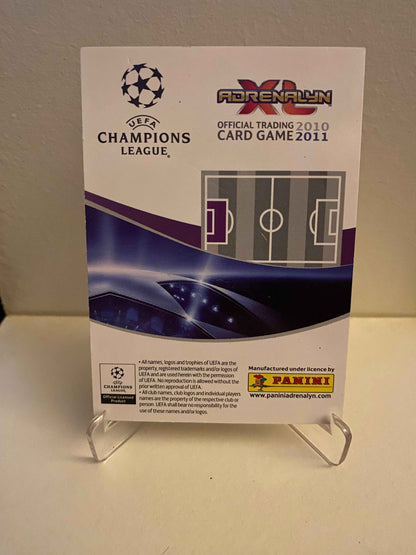 UEFA
CHAMPIONS
LEAGUE®
ADRENALYN
XL
OFFICIAL TRADING 2010
CARD GAME 2011
UEFA
CHAMPIONS
LEAGUE
Official Licensed
Product
• All names, logos and trophies of UEFA are the
property, registered trademarks and/or logos of
UEFA and are used herein with the permission
of UEFA. No reproduction is allowed without the
prior written approval of UEFA.
• All club names, club logos and individual players
names are the property of the respective club or
person. UEFA shall bear no responsibility for the
use of these names and/or logos.
Manufactured under licence by
PANINI
www.paniniadrenalyn.com